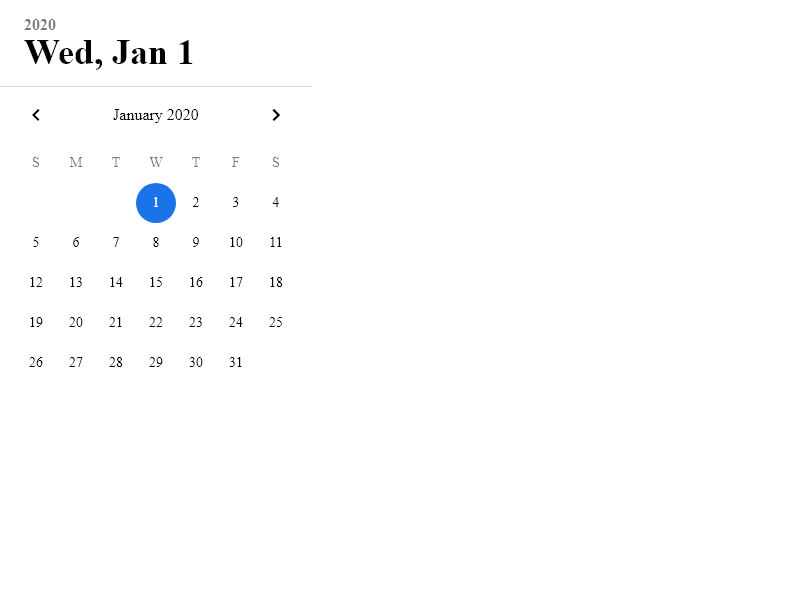 2020
Wed, Jan 1
January 2020
S M T W T F S
1 2 3 4
5 6 7 8 9 10 11
12 13 14 15 16 17 18
19 20 21 22 23 24 25
26 27 28 29 30 31